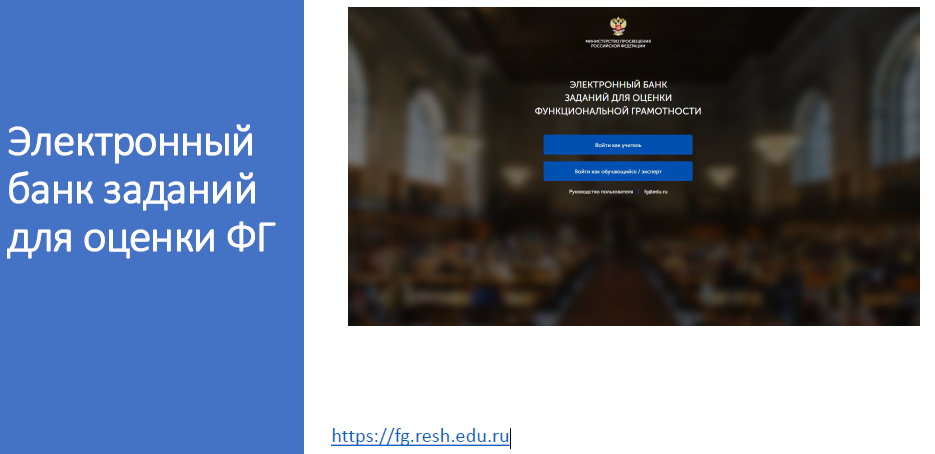 Электронный
банк заданий
для оценки ФГ
МИНИСТЕРСТВО ПРОСВЕЩЕНИЯ
РОССИЙСКОЙ ФЕДЕРАЦИИ
ЭЛЕКТРОННЫЙ БАНК
ЗАДАНИЙ ДЛЯ ОЦЕНКИ
ФУНКЦИОНАЛЬНОЙ ГРАМОТНОСТИ
Войти как учитель
Войти как обучающийся / эксперт
Руководство пользователя | fg@edu.ru
https://fg.resh.edu.ru